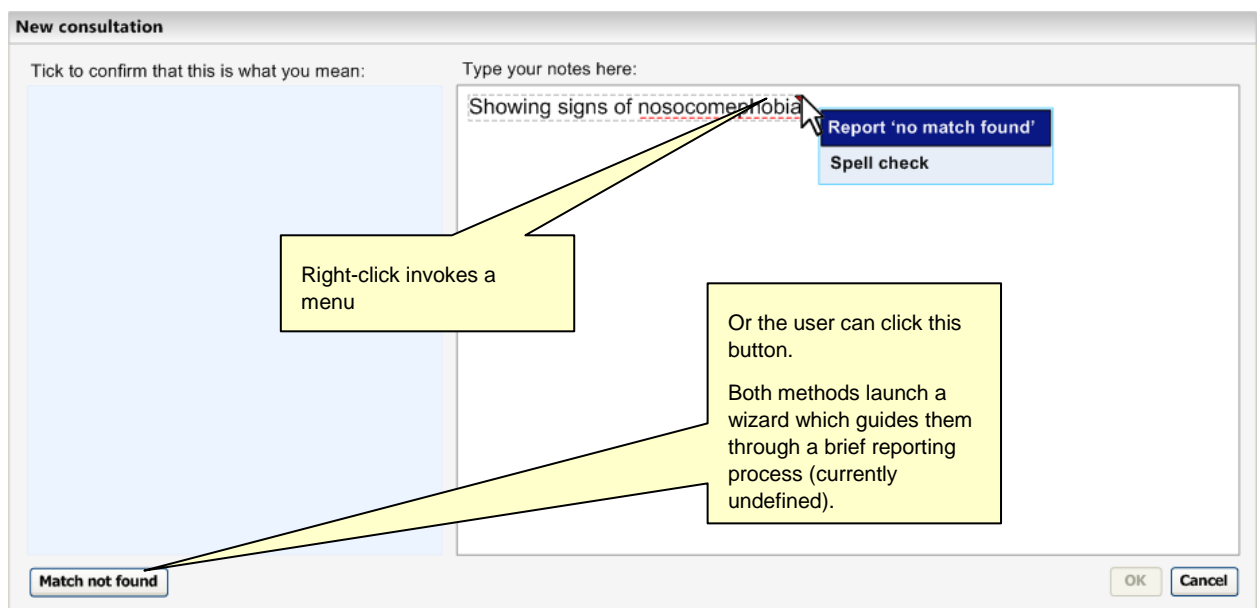 New consultation
Tick to confirm that this is what you mean:
Type your notes here:
Showing signs of nosocomephobia
Report ‘no match found’
Spell check
Right-click invokes a
menu
Or the user can click this
button.
Both methods launch a
wizard which guides them
through a brief reporting
process (currently
undefined).
Match not found
OK
Cancel